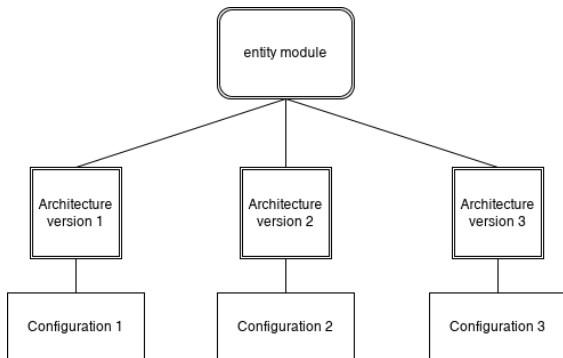 entity module
Architecture
version 1
Architecture
version 2
Architecture
version 3
Configuration 1
Configuration 2
Configuration 3